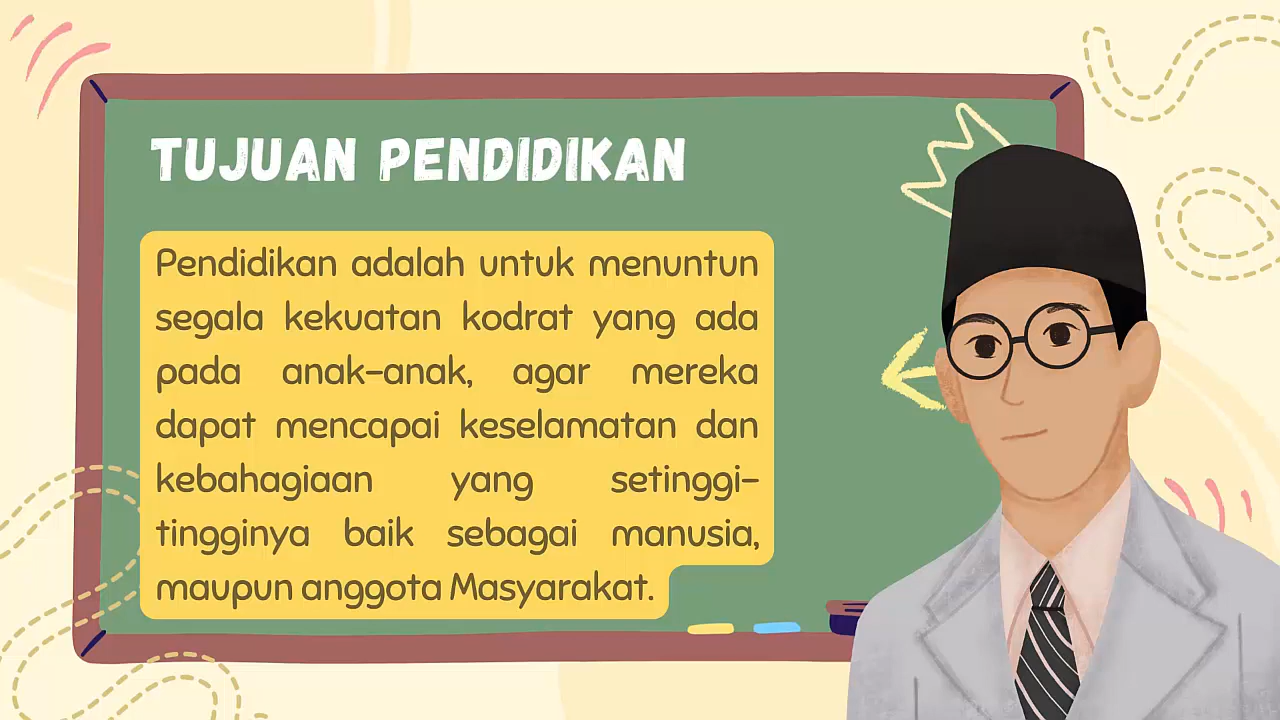 TUJUAN PENDIDIKAN
Pendidikan adalah untuk menuntun
segala kekuatan kodrat yang ada
pada anak-anak, agar mereka
dapat mencapai keselamatan dan
kebahagiaan yang setinggi-
tingginya baik sebagai manusia,
maupun anggota Masyarakat.